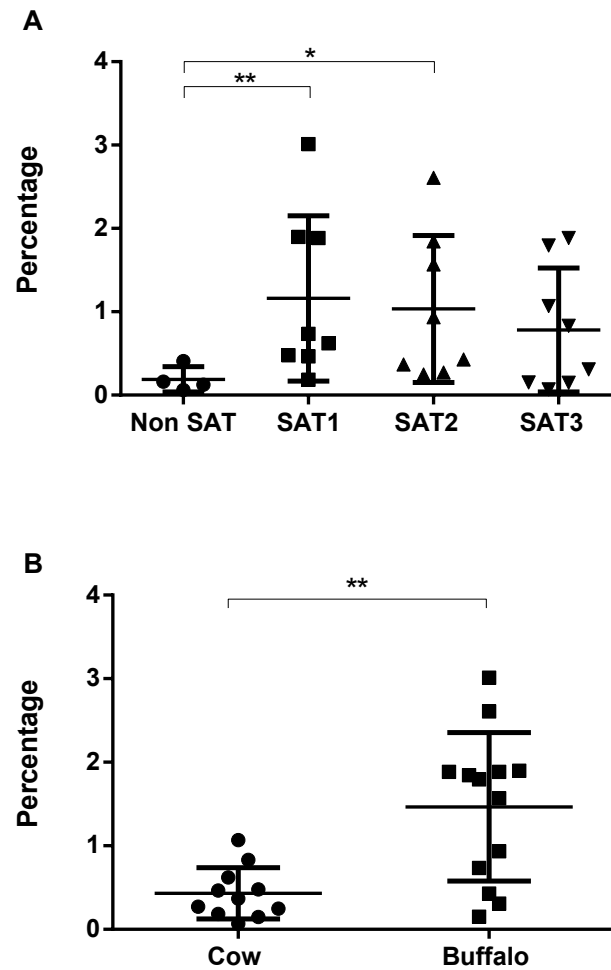 A
*
**
4
3
2
1
0
Percentage
Non SAT SAT1 SAT2 SAT3
B
**
4
3
2
1
0
Percentage
Cow Buffalo